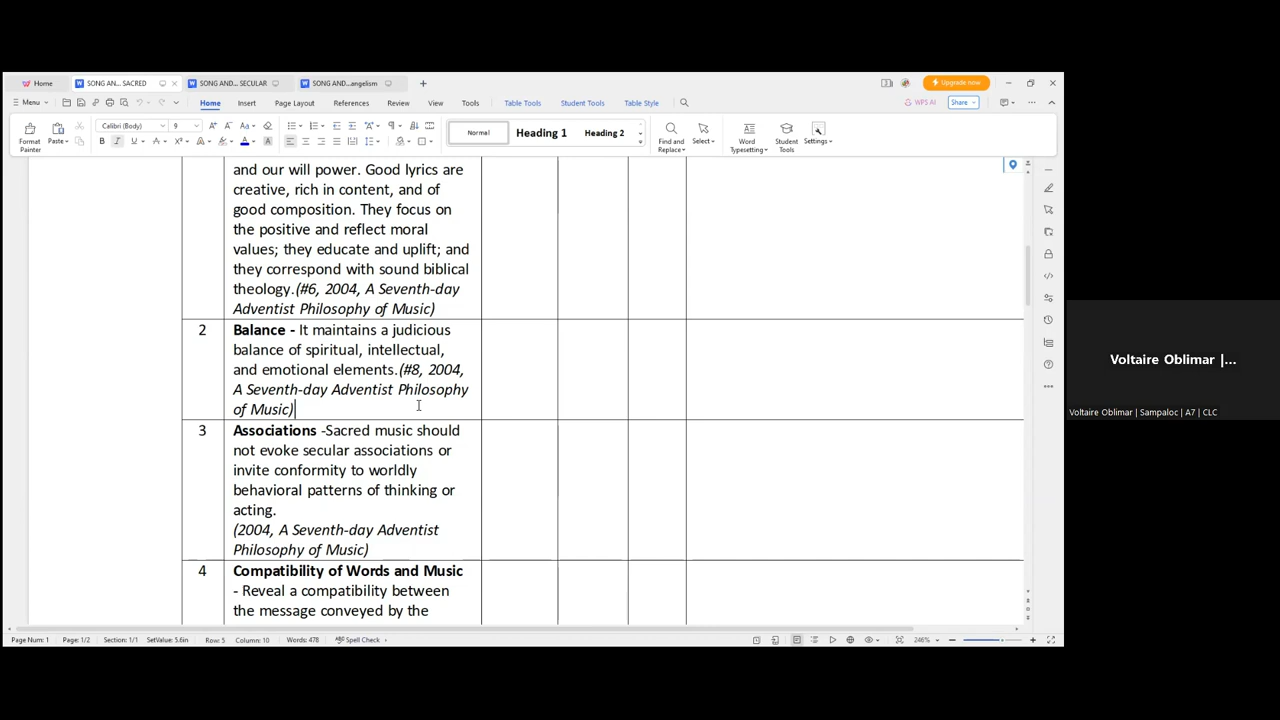 Home
SONG AN... SACRED
SONG AND... SECULAR
SONG AND...angelism
Upgrade now
Menu
Home
Insert
Page Layout
References
Review
View
Tools
Table Tools
Student Tools
Table Style
WPS AI
Share
Format Painter
Paste
Calibri (Body)
9
Normal
Heading 1
Heading 2
Find and Replace
Select
Word Typesetting
Student Tools
Settings
and our will power. Good lyrics are
creative, rich in content, and of
good composition. They focus on
the positive and reflect moral
values; they educate and uplift; and
they correspond with sound biblical
theology.(#6, 2004, A Seventh-day
Adventist Philosophy of Music)
2
Balance - It maintains a judicious
balance of spiritual, intellectual,
and emotional elements.(#8, 2004,
A Seventh-day Adventist Philosophy
of Music)
3
Associations -Sacred music should
not evoke secular associations or
invite conformity to worldly
behavioral patterns of thinking or
acting.
(2004, A Seventh-day Adventist
Philosophy of Music)
4
Compatibility of Words and Music
- Reveal a compatibility between
the message conveyed by the
Voltaire Oblimar |...
Voltaire Oblimar | Sampaloc | A7 | CLC
Page Num: 1
Page: 1/2
Section: 1/1
SetValue: 5.6in
Row: 5
Column: 10
Words: 478
Spell Check
246%